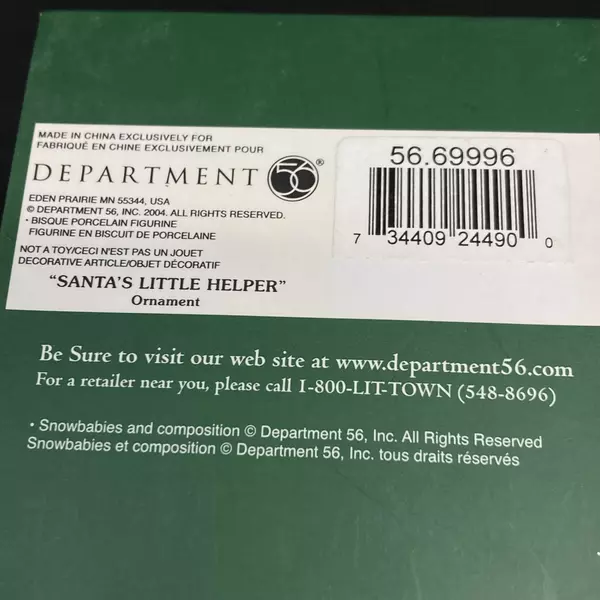 MADE IN CHINA EXCLUSIVELY FOR
FABRIQUÉ EN CHINE EXCLUSIVEMENT POUR
DEPARTMENT 56®
EDEN PRAIRIE MN 55344, USA
© DEPARTMENT 56, INC. 2004. ALL RIGHTS RESERVED.
• BISQUE PORCELAIN FIGURINE
FIGURINE EN BISCUIT DE PORCELAINE
NOT A TOY/CECI N'EST PAS UN JOUET
DECORATIVE ARTICLE/OBJET DÉCORATIF
"SANTA'S LITTLE HELPER"
Ornament
56.69996
7 34409 24490 0
Be Sure to visit our web site at www.department56.com
For a retailer near you, please call 1-800-LIT-TOWN (548-8696)
• Snowbabies and composition © Department 56, Inc. All Rights Reserved
Snowbabies et composition © Department 56, Inc. tous droits réservés